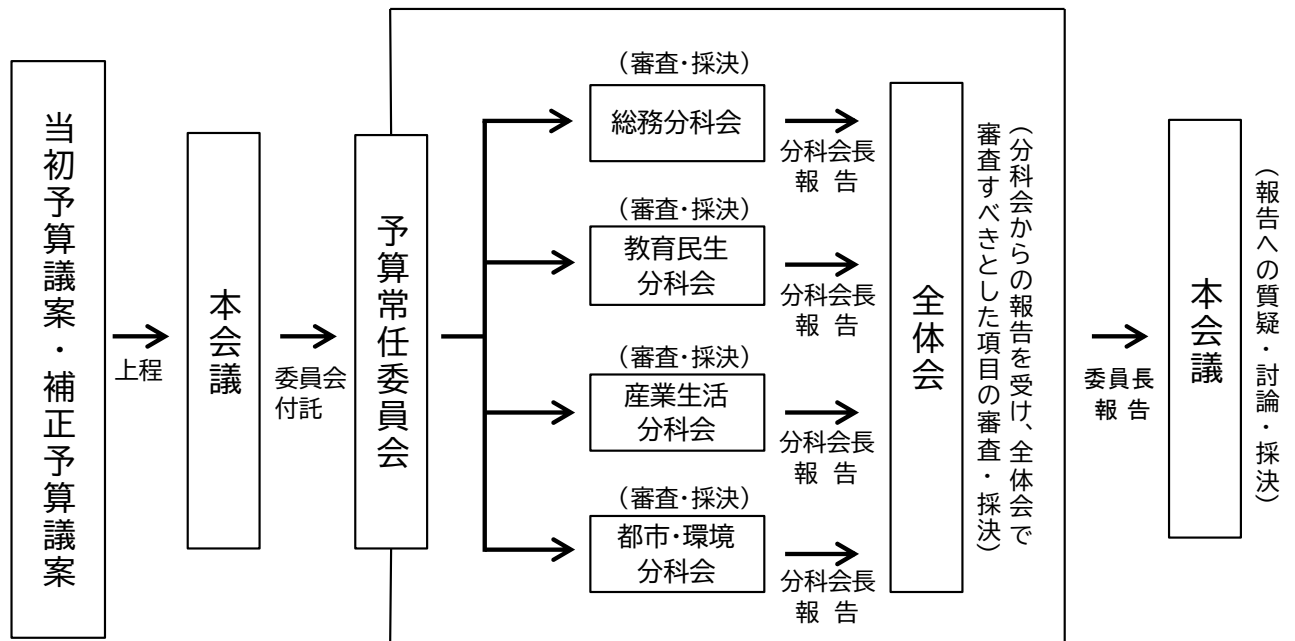 当初予算議案・補正予算議案
上程
本会議
委員会
付託
予算常任委員会
（審査・採決）
総務分科会
分科会長
報 告
（審査・採決）
教育民生
分科会
分科会長
報 告
（審査・採決）
産業生活
分科会
分科会長
報 告
（審査・採決）
都市・環境
分科会
分科会長
報 告
全体会
（分科会からの報告を受け、全体会で
審査すべきとした項目の審査・採決）
委員長
報 告
本会議
（報告への質疑・討論・採決）